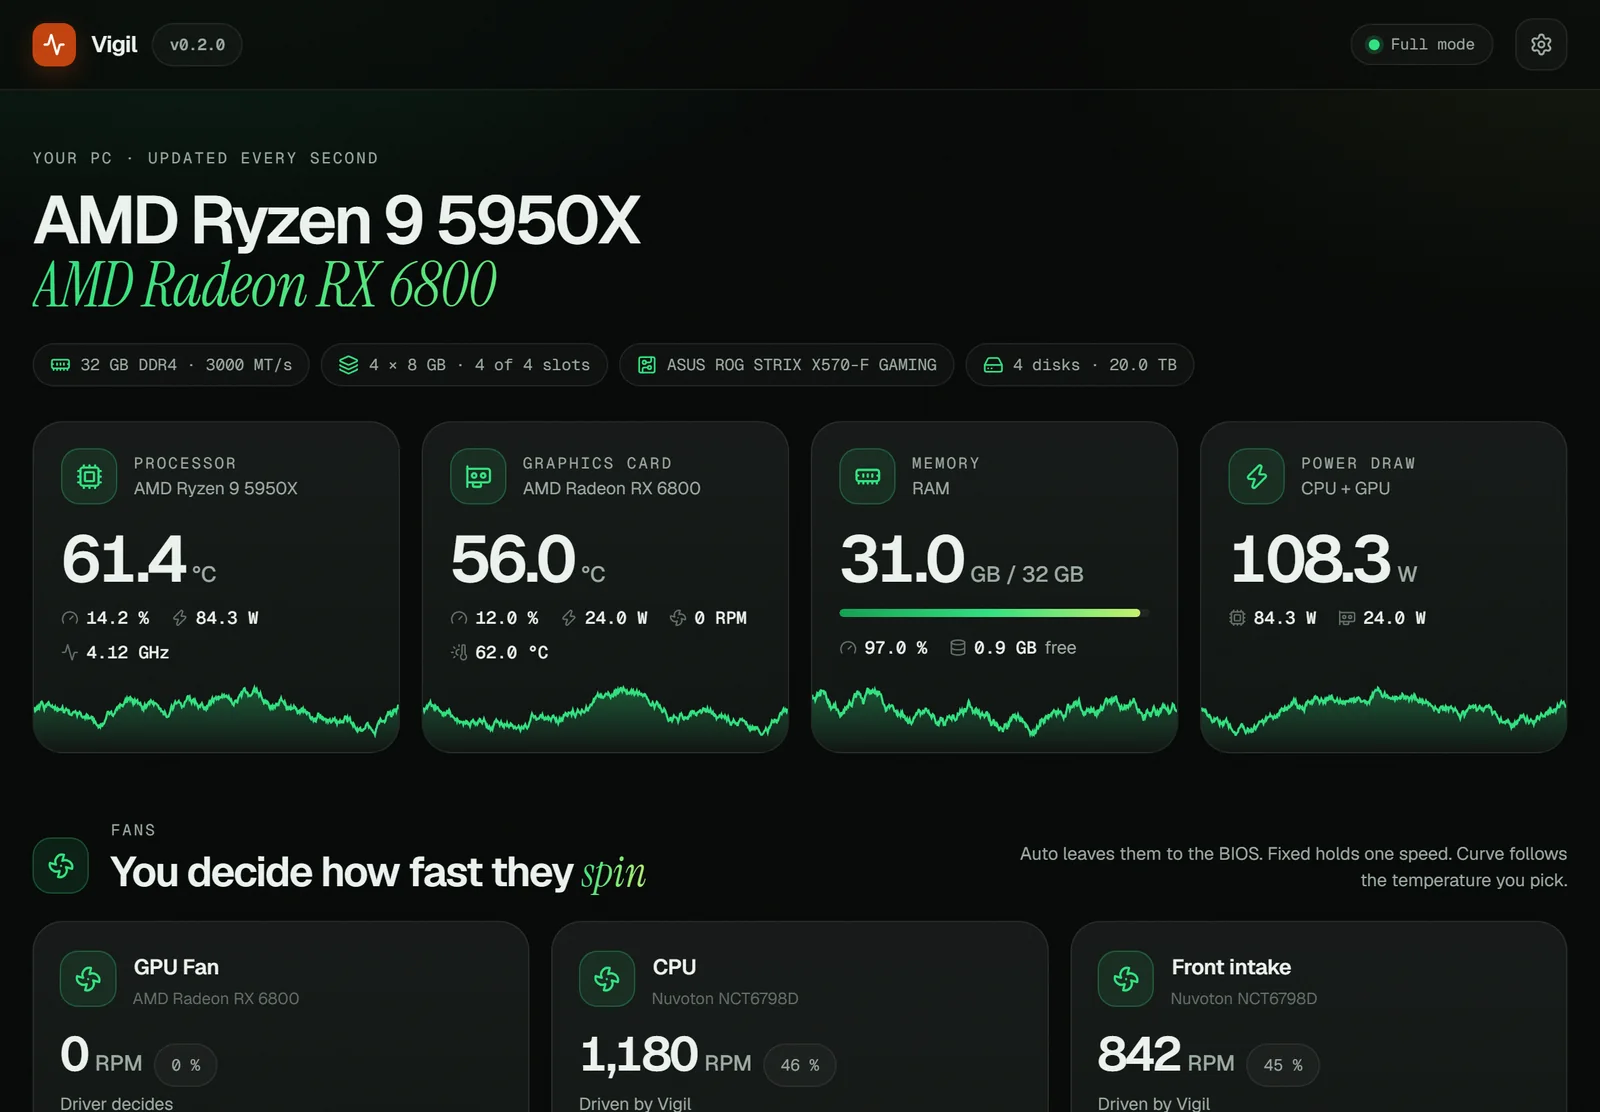 Vigil v0.2.0
Full mode
YOUR PC · UPDATED EVERY SECOND
AMD Ryzen 9 5950X
AMD Radeon RX 6800
32 GB DDR4 · 3000 MT/s
4 × 8 GB · 4 of 4 slots
ASUS ROG STRIX X570-F GAMING
4 disks · 20.0 TB
PROCESSOR
AMD Ryzen 9 5950X
61.4 °C
14.2 % 84.3 W
4.12 GHz
GRAPHICS CARD
AMD Radeon RX 6800
56.0 °C
12.0 % 24.0 W 0 RPM
62.0 °C
MEMORY
RAM
31.0 GB / 32 GB
97.0 % 0.9 GB free
POWER DRAW
CPU + GPU
108.3 W
84.3 W 24.0 W
FANS
You decide how fast they spin
Auto leaves them to the BIOS. Fixed holds one speed. Curve follows
the temperature you pick.
GPU Fan
AMD Radeon RX 6800
0 RPM 0 %
Driver decides
CPU
Nuvoton NCT6798D
1,180 RPM 46 %
Driven by Vigil
Front intake
Nuvoton NCT6798D
842 RPM 45 %
Driven by Vigil